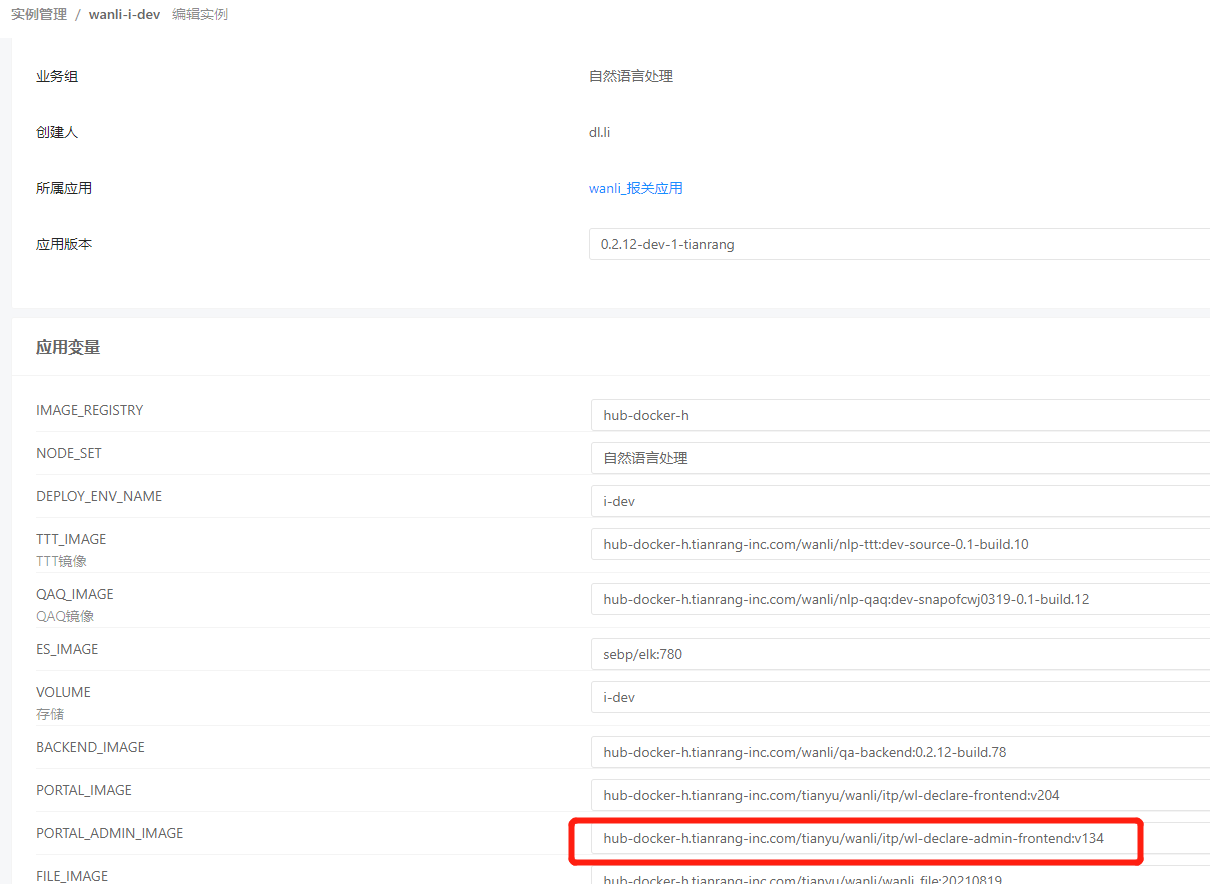 实例管理 / wanli-i-dev 编辑实例
业务组 自然语言处理
创建人 dl.li
所属应用 wanli_报关应用
应用版本 0.2.12-dev-1-tianrang
应用变量
IMAGE_REGISTRY hub-docker-h
NODE_SET 自然语言处理
DEPLOY_ENV_NAME i-dev
TTT_IMAGE hub-docker-h.tianrang-inc.com/wanli/nlp-ttt:dev-source-0.1-build.10
TTT镜像
QAQ_IMAGE hub-docker-h.tianrang-inc.com/wanli/nlp-qaq:dev-snapofcwj0319-0.1-build.12
QAQ镜像
ES_IMAGE sebp/elk:780
VOLUME i-dev
存储
BACKEND_IMAGE hub-docker-h.tianrang-inc.com/wanli/qa-backend:0.2.12-build.78
PORTAL_IMAGE hub-docker-h.tianrang-inc.com/tianyu/wanli/itp/wl-declare-frontend:v204
PORTAL_ADMIN_IMAGE hub-docker-h.tianrang-inc.com/tianyu/wanli/itp/wl-declare-admin-frontend:v134
FILE_IMAGE hub-docker-h.tianrang-inc.com/tianyu/wanli/wanli_file:20210819